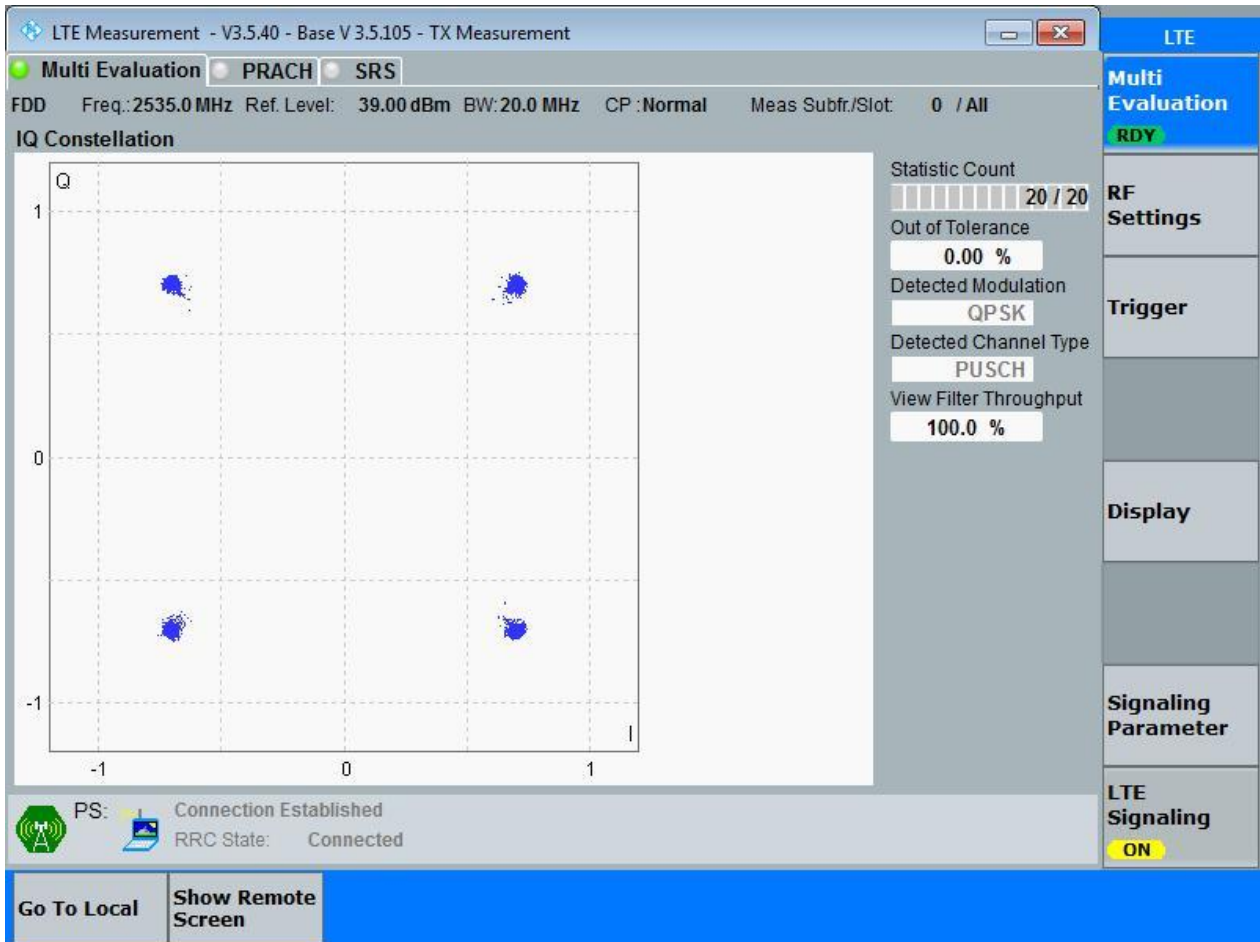 LTE Measurement - V3.5.40 - Base V 3.5.105 - TX Measurement
LTE
Multi Evaluation PRACH SRS
FDD Freq.: 2535.0 MHz Ref. Level: 39.00 dBm BW: 20.0 MHz CP : Normal Meas Subfr./Slot: 0 / All
IQ Constellation
Q
1
0
-1
I
-1 0 1
Statistic Count
20 / 20
Out of Tolerance
0.00 %
Detected Modulation
QPSK
Detected Channel Type
PUSCH
View Filter Throughput
100.0 %
Multi
Evaluation
RDY
RF
Settings
Trigger
Display
Signaling
Parameter
LTE
Signaling
ON
PS: Connection Established
RRC State: Connected
Go To Local
Show Remote
Screen